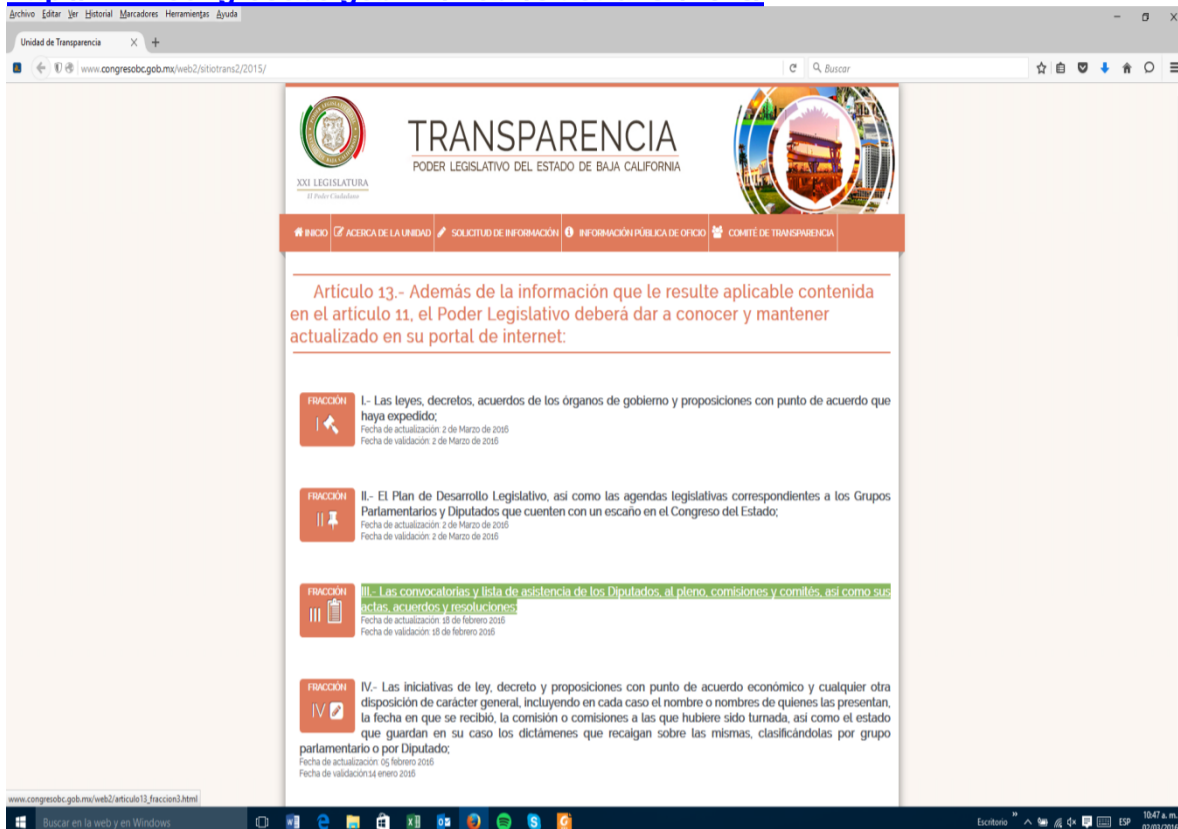 Archivo Editar Ver Historial Marcadores Herramientas Ayuda
Unidad de Transparencia
www.congresobc.gob.mx/web2/sitiotrans2/2015/
Buscar
XXI LEGISLATURA
El Poder Ciudadano
TRANSPARENCIA
PODER LEGISLATIVO DEL ESTADO DE BAJA CALIFORNIA
INICIO ACERCA DE LA UNIDAD SOLICITUD DE INFORMACIÓN INFORMACIÓN PÚBLICA DE OFICIO COMITÉ DE TRANSPARENCIA
Artículo 13.- Además de la información que le resulte aplicable contenida
en el artículo 11, el Poder Legislativo deberá dar a conocer y mantener
actualizado en su portal de internet:
FRACCIÓN
I
I.- Las leyes, decretos, acuerdos de los órganos de gobierno y proposiciones con punto de acuerdo que
haya expedido;
Fecha de actualización: 2 de Marzo de 2016
Fecha de validación: 2 de Marzo de 2016
FRACCIÓN
II
II.- El Plan de Desarrollo Legislativo, así como las agendas legislativas correspondientes a los Grupos
Parlamentarios y Diputados que cuenten con un escaño en el Congreso del Estado;
Fecha de actualización: 2 de Marzo de 2016
Fecha de validación: 2 de Marzo de 2016
FRACCIÓN
III
III.- Las convocatorias y lista de asistencia de los Diputados, al pleno, comisiones y comités, así como sus
actas, acuerdos y resoluciones;
Fecha de actualización: 18 de febrero 2016
Fecha de validación: 18 de febrero 2016
FRACCIÓN
IV
IV.- Las iniciativas de ley, decreto y proposiciones con punto de acuerdo económico y cualquier otra
disposición de carácter general, incluyendo en cada caso el nombre o nombres de quienes las presentan,
la fecha en que se recibió, la comisión o comisiones a las que hubiere sido turnada, así como el estado
que guardan en su caso los dictámenes que recaigan sobre las mismas, clasificándolas por grupo
parlamentario o por Diputado;
Fecha de actualización: 05 febrero 2016
Fecha de validación:14 enero 2016
www.congresobc.gob.mx/web2/articulo13_fraccion3.html
Buscar en la web y en Windows
Escritorio
ESP
10:47 a. m.
02/03/2016